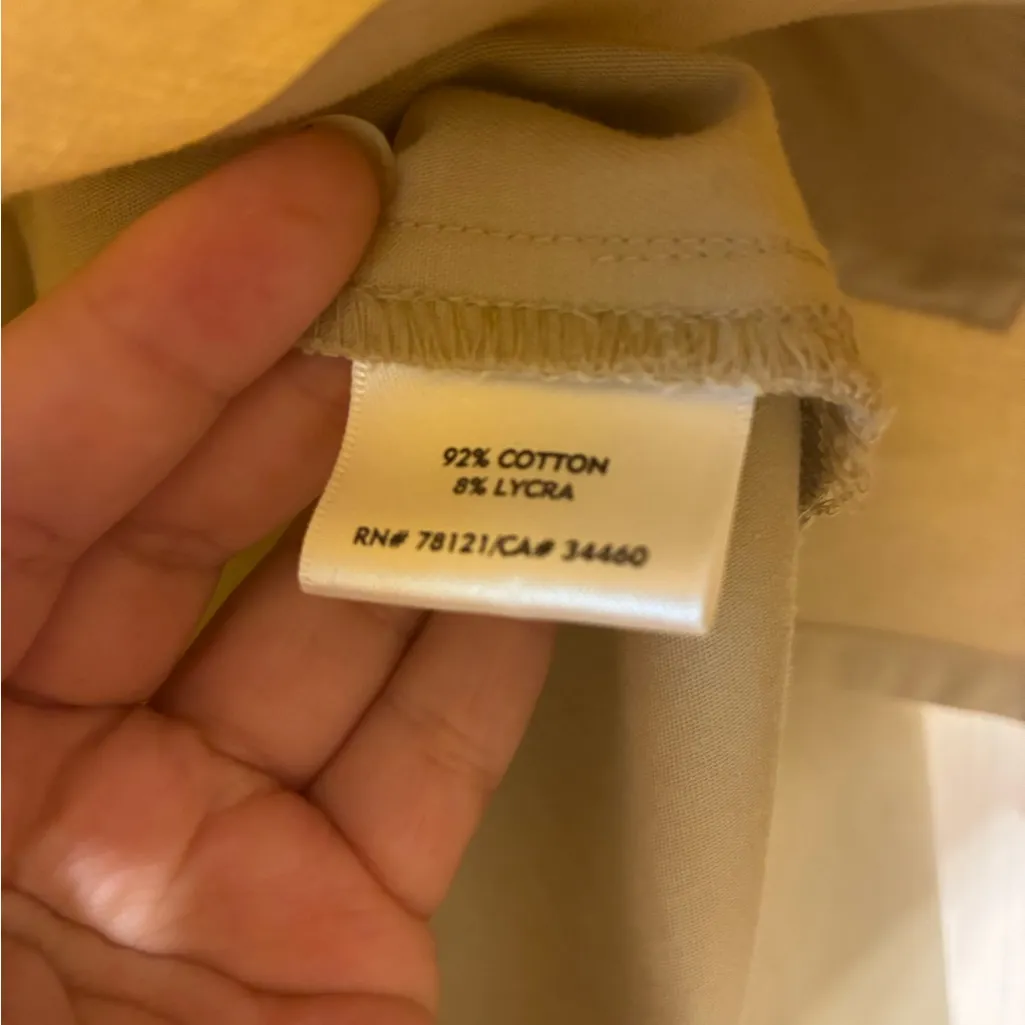 92% COTTON
8% LYCRA
RN# 78121/CA# 34460